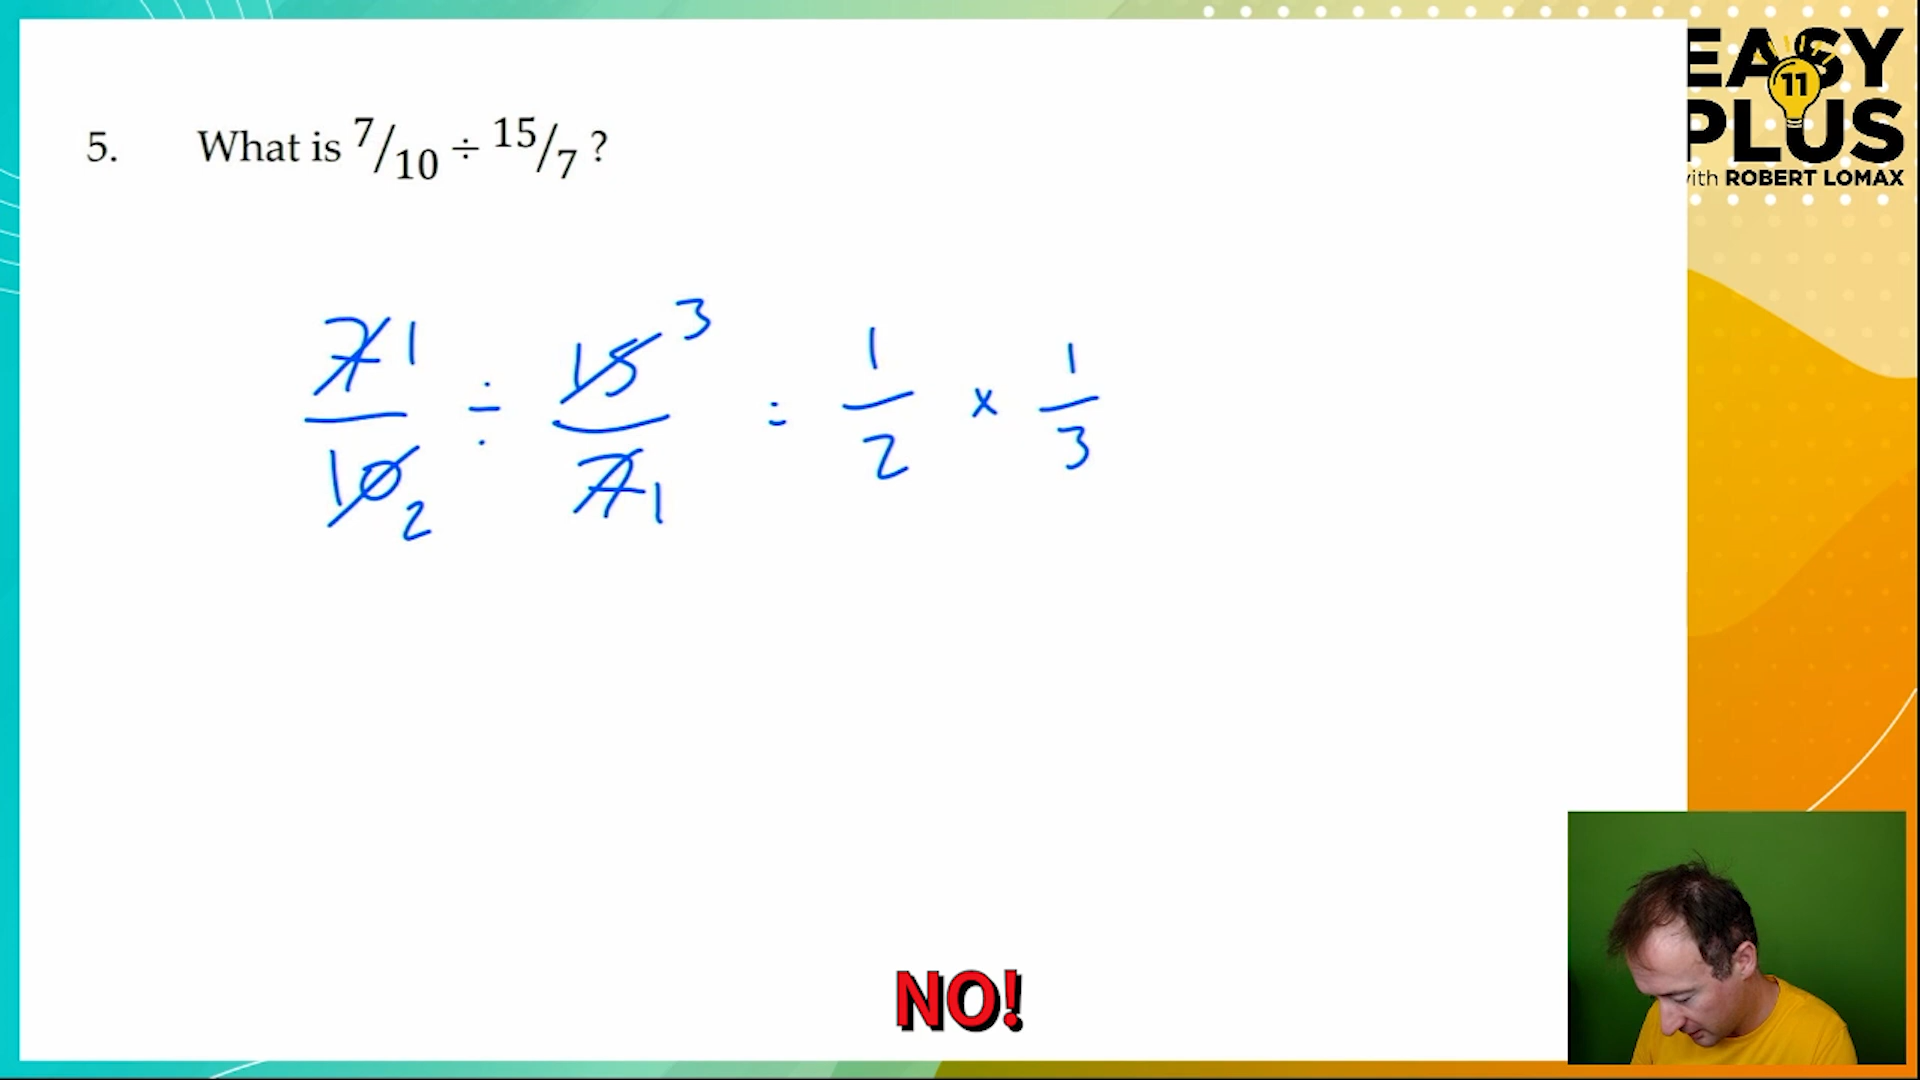 EASY
11
PLUS
with ROBERT LOMAX
5. What is 7/10 ÷ 15/7 ?
7 1 15 3 1 1
÷ = ×
10 2 7 1 2 3
NO!